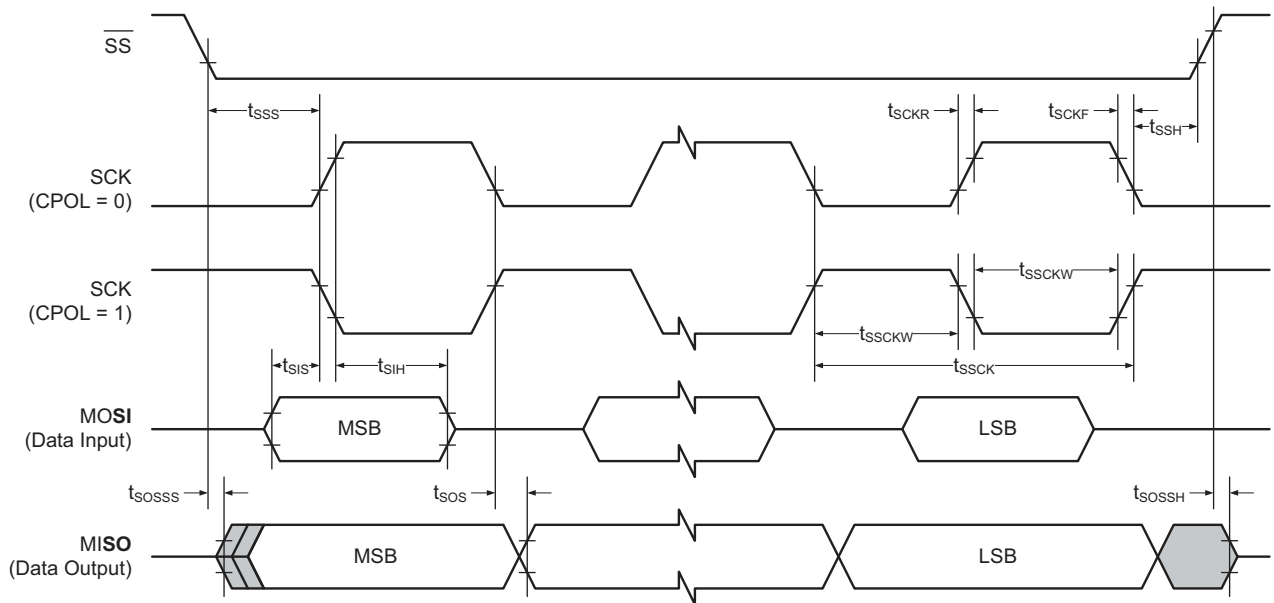 SS
tSSS
tSCKR
tSCKF
tSSH
SCK
(CPOL = 0)
SCK
(CPOL = 1)
tSSCKW
tSSCKW
tSSCK
tSIS
tSIH
MOSI
(Data Input)
MSB
LSB
tSOSSS
tSOS
tSOSSH
MISO
(Data Output)
MSB
LSB